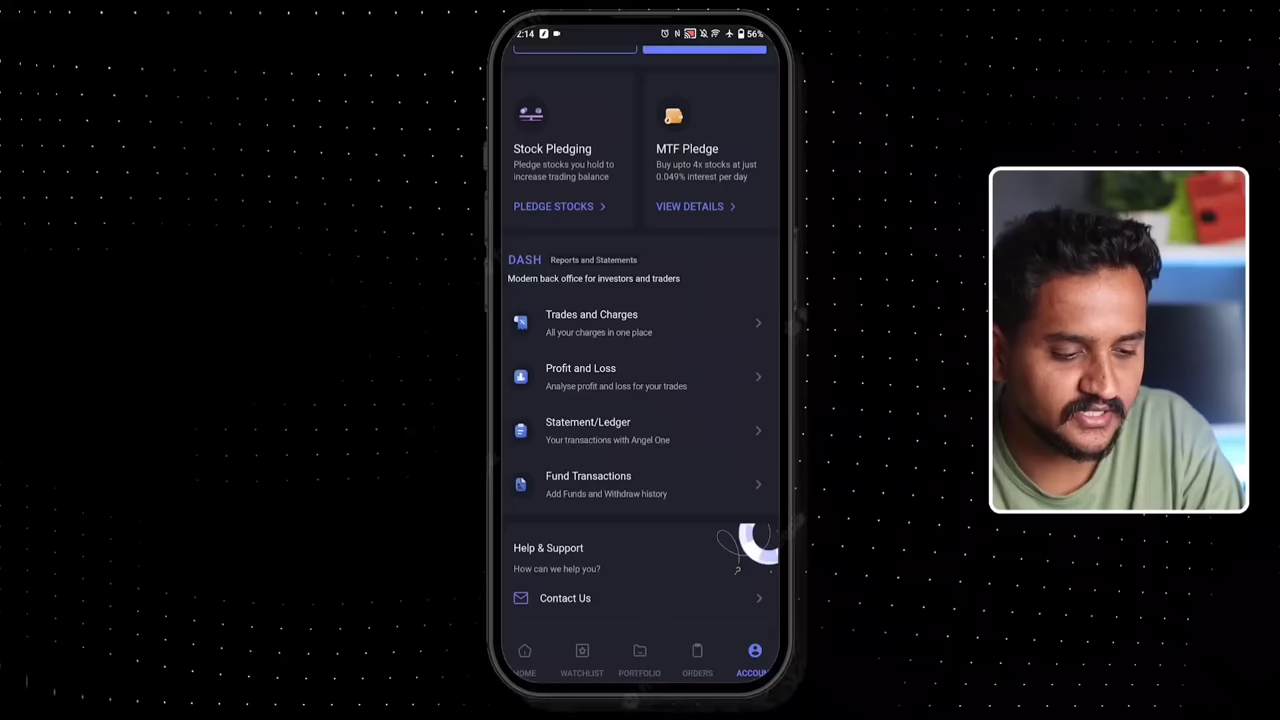 2:14 56%
Stock Pledging
Pledge stocks you hold to
increase trading balance
PLEDGE STOCKS
MTF Pledge
Buy upto 4x stocks at just
0.049% interest per day
VIEW DETAILS
DASH Reports and Statements
Modern back office for investors and traders
Trades and Charges
All your charges in one place
Profit and Loss
Analyse profit and loss for your trades
Statement/Ledger
Your transactions with Angel One
Fund Transactions
Add Funds and Withdraw history
Help & Support
How can we help you?
Contact Us
HOME WATCHLIST PORTFOLIO ORDERS ACCOUN